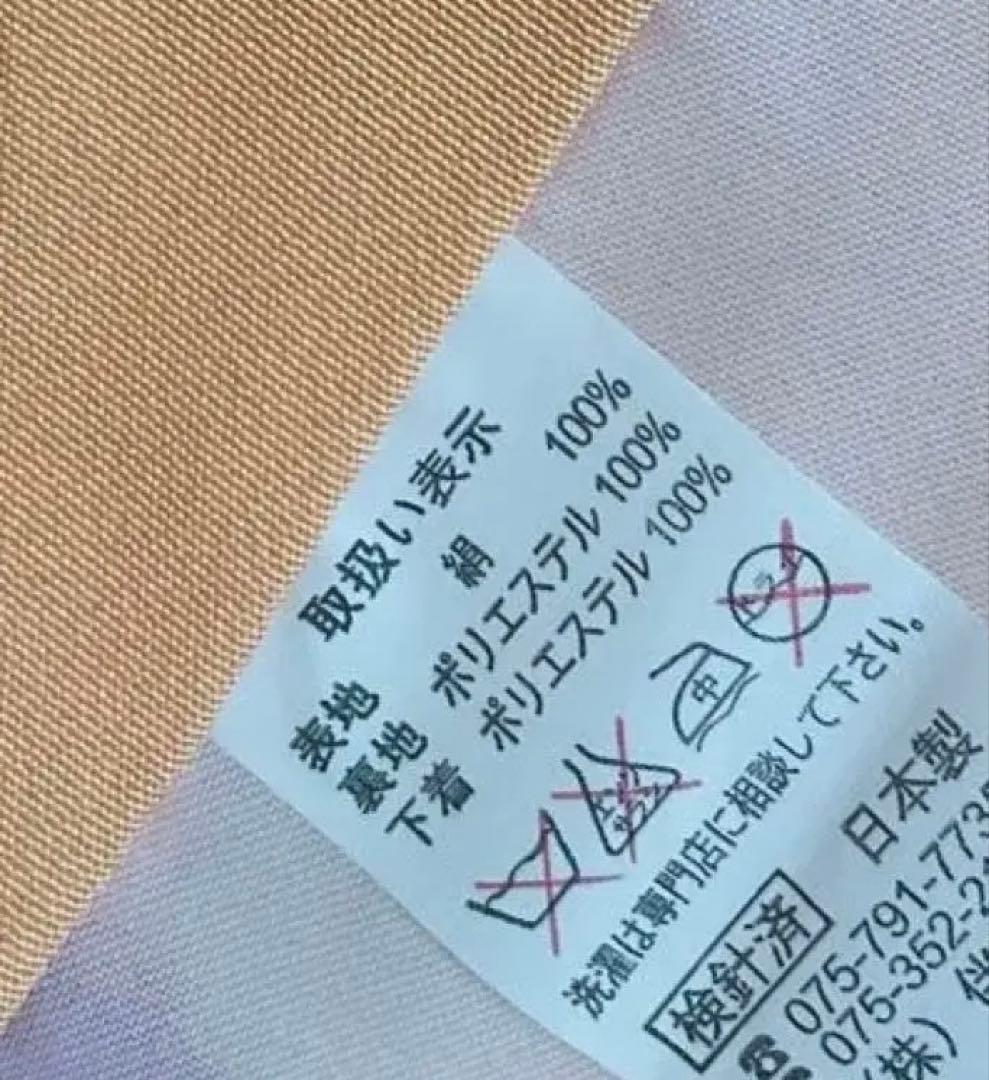 取扱い表示
表地 絹 100%
裏地 ポリエステル 100%
下着 ポリエステル 100%
中
洗濯は専門店に相談して下さい。
検針済 日本製
☎ 075-791-773
075-352-2
(株)